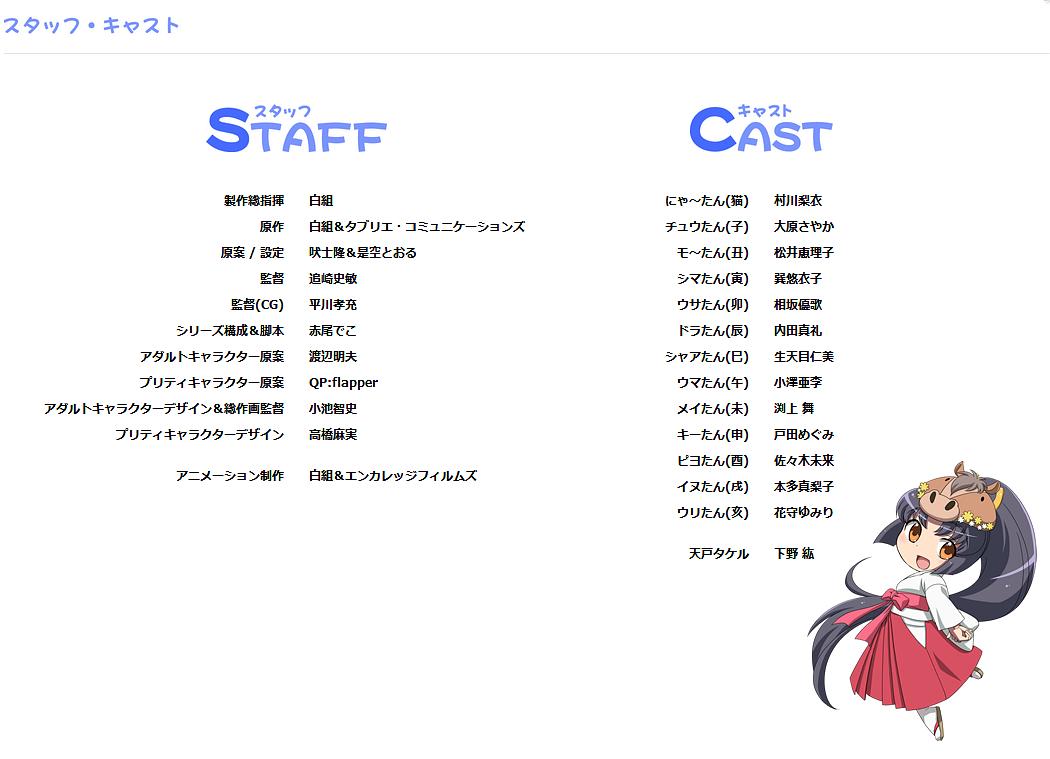 スタッフ・キャスト
スタッフ
STAFF
製作総指揮 白組
原作 白組&タブリエ・コミュニケーションズ
原案 / 設定 吠士隆&是空とおる
監督 追崎史敏
監督(CG) 平川孝充
シリーズ構成&脚本 赤尾でこ
アダルトキャラクター原案 渡辺明夫
プリティキャラクター原案 QP:flapper
アダルトキャラクターデザイン&総作画監督 小池智史
プリティキャラクターデザイン 高橋麻実
アニメーション制作 白組&エンカレッジフィルムズ
キャスト
CAST
にゃ〜たん(猫) 村川梨衣
チュウたん(子) 大原さやか
モ〜たん(丑) 松井恵理子
シマたん(寅) 巽悠衣子
ウサたん(卯) 相坂優歌
ドラたん(辰) 内田真礼
シャアたん(巳) 生天目仁美
ウマたん(午) 小澤亜李
メイたん(未) 渕上 舞
キーたん(申) 戸田めぐみ
ピヨたん(酉) 佐々木未来
イヌたん(戌) 本多真梨子
ウリたん(亥) 花守ゆみり
天戸タケル 下野 紘